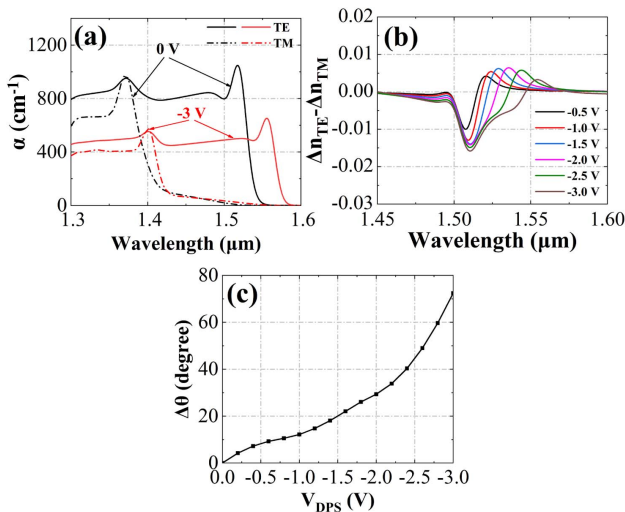 (a)
TE
TM
0 V
-3 V
1200
800
400
0
α (cm⁻¹)
1.3 1.4 1.5 1.6
Wavelength (μm)
(b)
0.02
0.01
0.00
-0.01
-0.02
-0.03
Δn_TE-Δn_TM
-0.5 V
-1.0 V
-1.5 V
-2.0 V
-2.5 V
-3.0 V
1.45 1.50 1.55 1.60
Wavelength (μm)
(c)
80
60
40
20
0
Δθ (degree)
0.0 -0.5 -1.0 -1.5 -2.0 -2.5 -3.0
V_DPS (V)